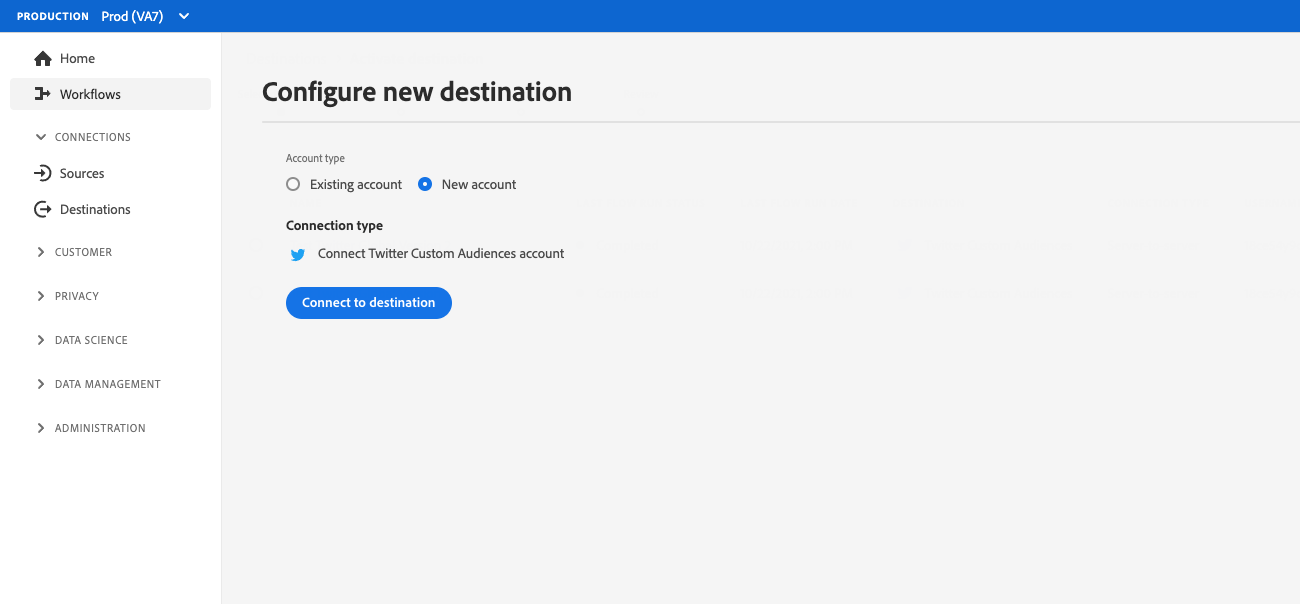 PRODUCTION Prod (VA7)
Home
Workflows
CONNECTIONS
Sources
Destinations
CUSTOMER
PRIVACY
DATA SCIENCE
DATA MANAGEMENT
ADMINISTRATION
Configure new destination
Account type
Existing account New account
Connection type
Connect Twitter Custom Audiences account
Connect to destination